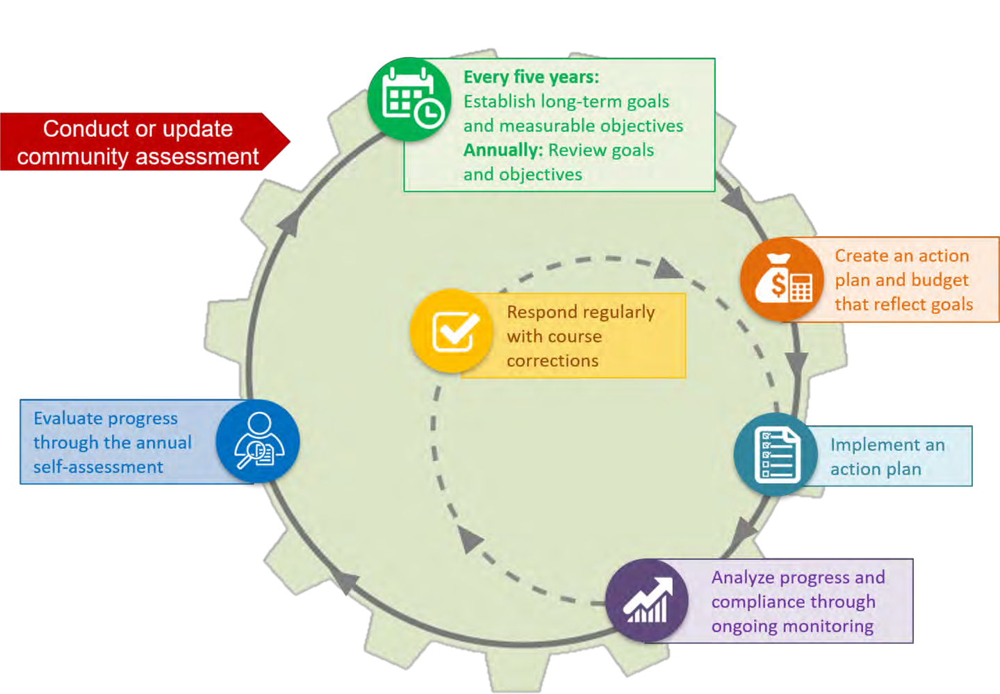 Conduct or update
community assessment
Every five years:
Establish long-term goals
and measurable objectives
Annually: Review goals
and objectives
Create an action
plan and budget
that reflect goals
$
Respond regularly
with course
corrections
Implement an
action plan
Analyze progress and
compliance through
ongoing monitoring
Evaluate progress
through the annual
self-assessment